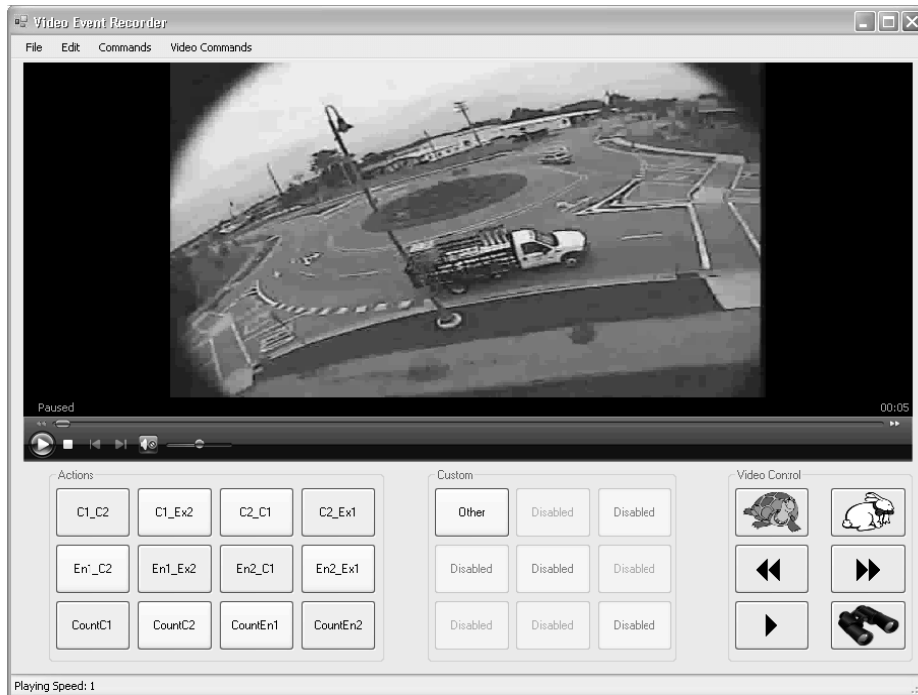 Video Event Recorder
File Edit Commands Video Commands
Paused 00:05
Actions Custom Video Control
C1_C2 C1_Ex2 C2_C1 C2_Ex1 Other Disabled Disabled
En1_C2 En1_Ex2 En2_C1 En2_Ex1 Disabled Disabled Disabled
CountC1 CountC2 CountEn1 CountEn2 Disabled Disabled Disabled
Playing Speed: 1